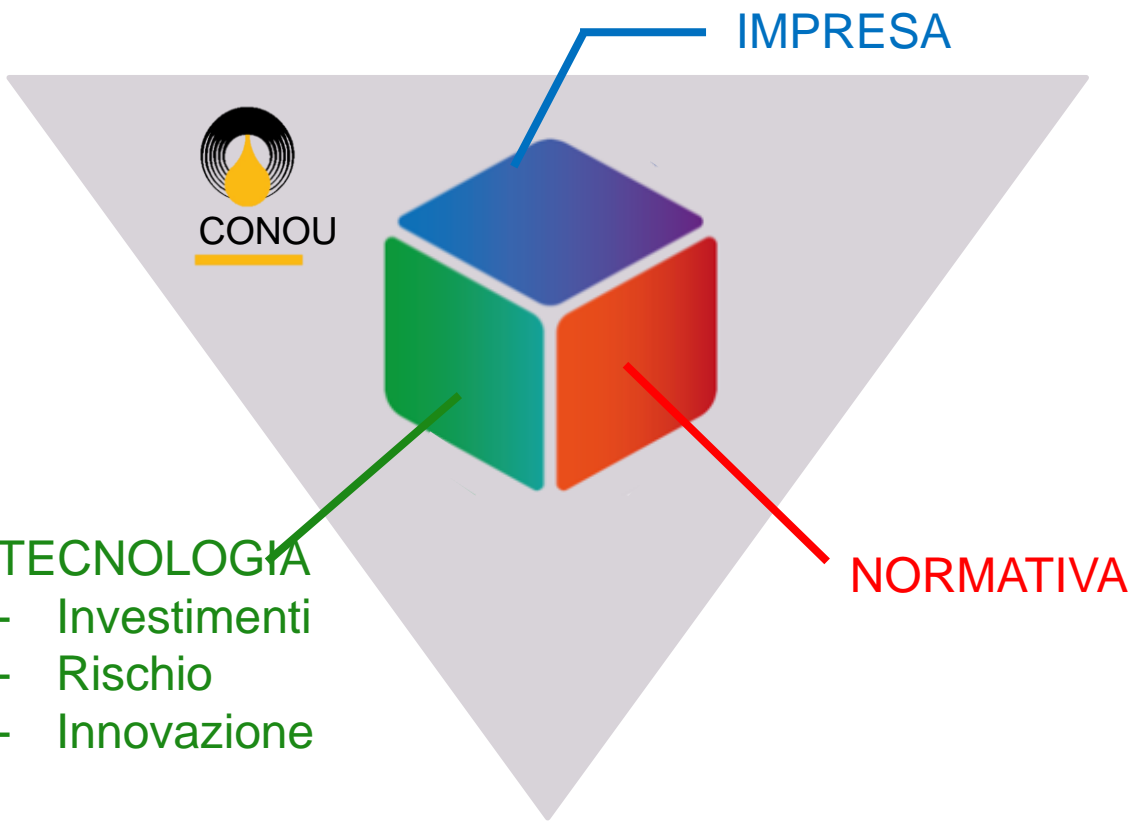 IMPRESA
CONOU
TECNOLOGIA
- Investimenti
- Rischio
- Innovazione
NORMATIVA